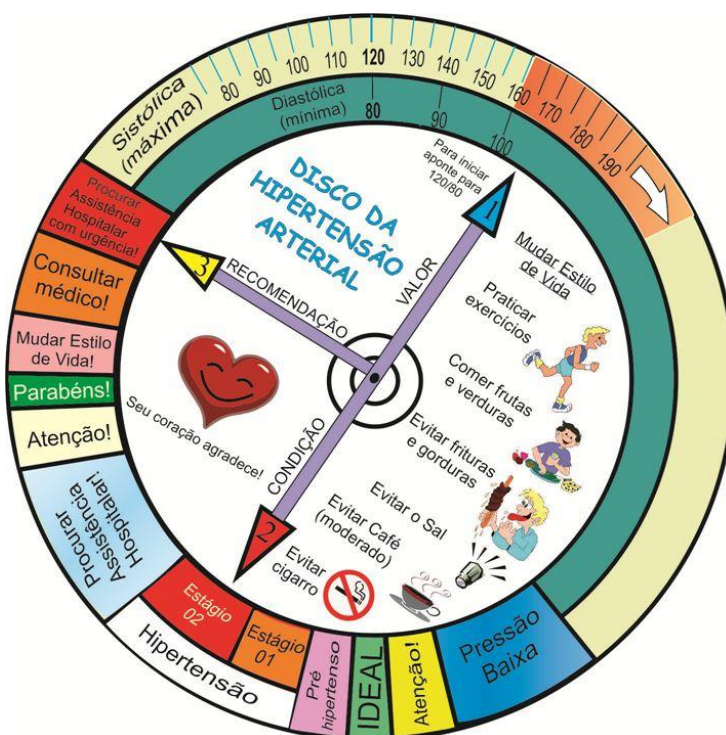 Sistólica
(máxima)
80 90 100 110 120 130 140 150 160 170 180 190
Diastólica
(mínima)
80 90 100
Para iniciar
aponte para
120/80
DISCO DA
HIPERTENSÃO
ARTERIAL
1
VALOR
2
CONDIÇÃO
3
RECOMENDAÇÃO
Seu coração agradece!
Mudar Estilo
de Vida
Praticar
exercícios
Comer frutas
e verduras
Evitar frituras
e gorduras
Evitar o Sal
Evitar Café
(moderado)
Evitar
cigarro
Procurar
Assistência
Hospitalar
com urgência!
Consultar
médico!
Mudar Estilo
de Vida!
Parabéns!
Atenção!
Procurar
Assistência
Hospitalar!
Estágio
02
Estágio
01
Hipertensão
Pré
hipertenso
IDEAL
Atenção!
Pressão
Baixa